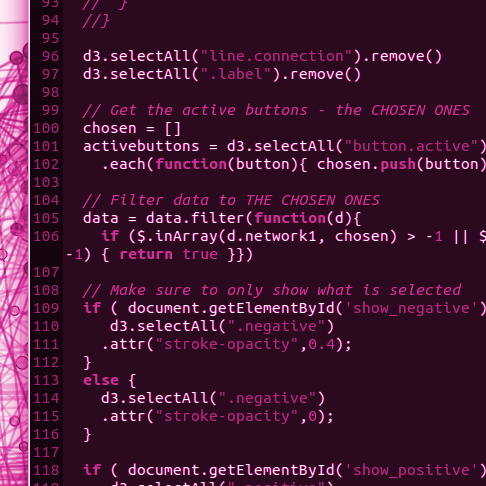 93 // }
94 //}
95
96 d3.selectAll("line.connection").remove()
97 d3.selectAll(".label").remove()
98
99 // Get the active buttons - the CHOSEN ONES
100 chosen = []
101 activebuttons = d3.selectAll("button.active")
102 .each(function(button){ chosen.push(button)
103
104 // Filter data to THE CHOSEN ONES
105 data = data.filter(function(d){
106 if ($.inArray(d.network1, chosen) > -1 || $
-1) { return true }})
107
108 // Make sure to only show what is selected
109 if ( document.getElementById('show_negative')
110 d3.selectAll(".negative")
111 .attr("stroke-opacity",0.4);
112 }
113 else {
114 d3.selectAll(".negative")
115 .attr("stroke-opacity",0);
116 }
117
118 if ( document.getElementById('show_positive')